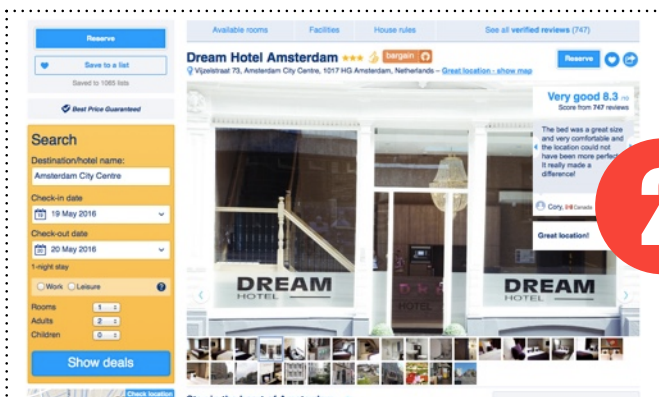 Reserve
Save to a list
Saved to 1065 lists
Best Price Guaranteed
Search
Destination/hotel name:
Amsterdam City Centre
Check-in date
19 May 2016
Check-out date
20 May 2016
1-night stay
Work Leisure ?
Rooms 1
Adults 2
Children 0
Show deals
Check location
Available rooms Facilities House rules See all verified reviews (747)
Dream Hotel Amsterdam bargain
Reserve
Vijzelstraat 73, Amsterdam City Centre, 1017 HG Amsterdam, Netherlands – Great location - show map
Very good 8.3
Score from 747 reviews
The bed was a great size
and very comfortable and
the location could not
have been more perfect.
It really made a
difference!
Cory, Canada
Great location!
DREAM
HOTEL
HOTEL
DREAM
HOTEL
2